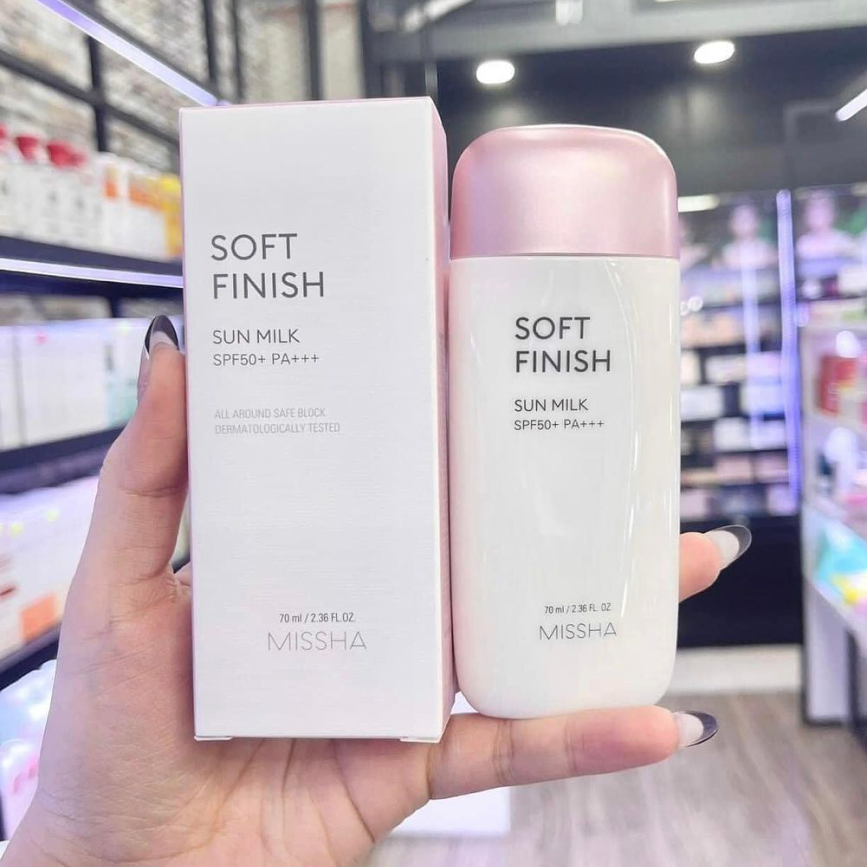 SOFT
FINISH
SUN MILK
SPF50+ PA+++
ALL AROUND SAFE BLOCK
DERMATOLOGICALLY TESTED
70 ml / 2.36 FL.OZ.
MISSHA
SOFT
FINISH
SUN MILK
SPF50+ PA+++
70 ml / 2.36 FL. OZ
MISSHA